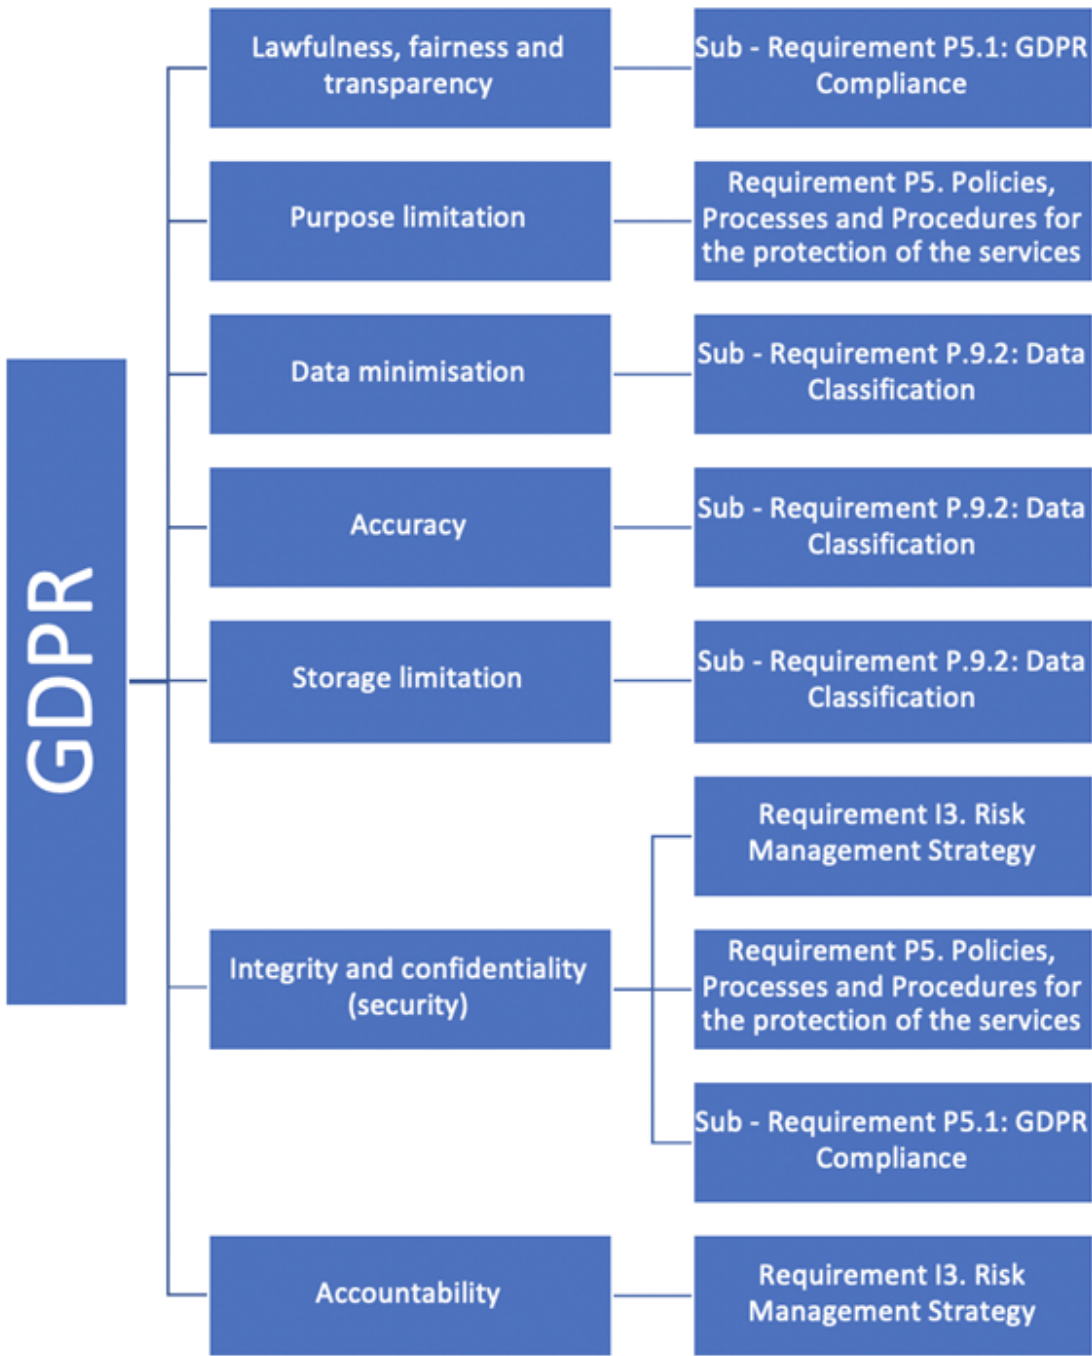 GDPR
Lawfulness, fairness and
transparency
Sub - Requirement P5.1: GDPR
Compliance
Purpose limitation
Requirement P5. Policies,
Processes and Procedures for
the protection of the services
Data minimisation
Sub - Requirement P.9.2: Data
Classification
Accuracy
Sub - Requirement P.9.2: Data
Classification
Storage limitation
Sub - Requirement P.9.2: Data
Classification
Integrity and confidentiality
(security)
Requirement I3. Risk
Management Strategy
Requirement P5. Policies,
Processes and Procedures for
the protection of the services
Sub - Requirement P5.1: GDPR
Compliance
Accountability
Requirement I3. Risk
Management Strategy